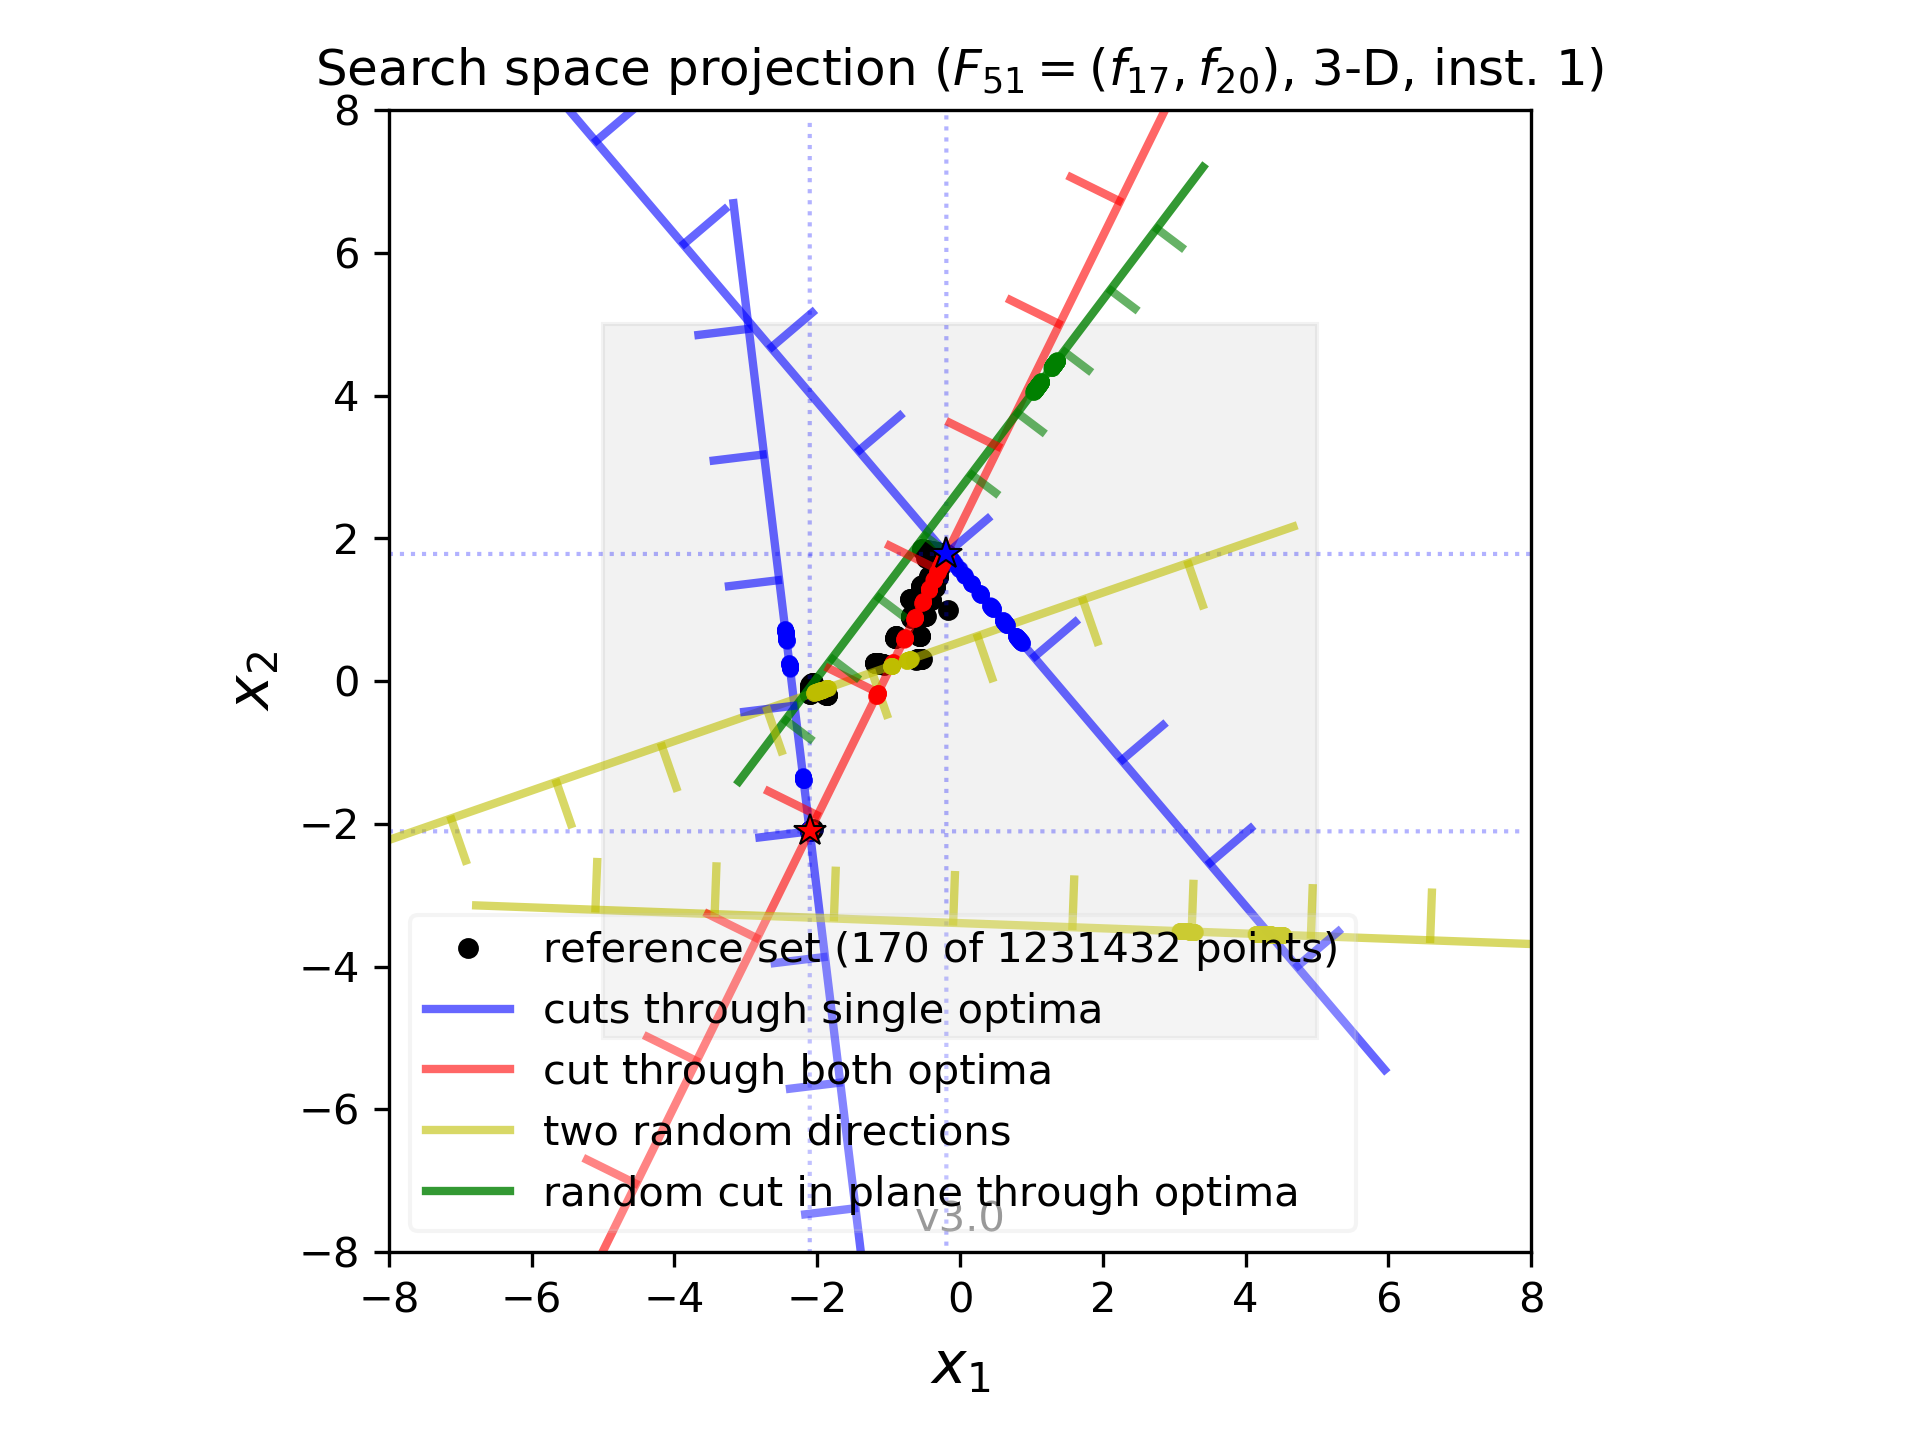 Search space projection (F51 = (f17, f20), 3-D, inst. 1)
8
6
4
2
0
−2
−4
−6
−8
x2
reference set (170 of 1231432 points)
cuts through single optima
cut through both optima
two random directions
random cut in plane through optima
v3.0
−8 −6 −4 −2 0 2 4 6 8
x1